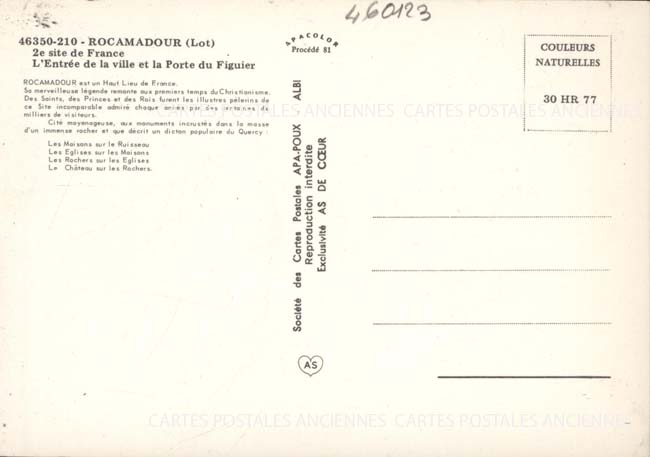 460123
46350-210 - ROCAMADOUR (Lot)
2e site de France
L'Entrée de la ville et la Porte du Figuier
ROCAMADOUR est un Haut Lieu de France.
Sa merveilleuse légende remonte aux premiers temps du Christianisme.
Des Saints, des Princes et des Rois furent les illustres pèlerins de
ce Site incomparable admiré chaque année par des centaines de
milliers de visiteurs.
Cité moyenageuse, aux monuments incrustés dans la masse
d'un immense rocher et que décrit un dicton populaire du Quercy :
Les Maisons sur le Ruisseau
Les Eglises sur les Maisons
Les Rochers sur les Eglises
Le Château sur les Rochers.
APACOLOR
Procédé 81
Société des Cartes Postales APA-POUX ALBI
Reproduction interdite
Exclusivité AS DE CŒUR
AS
COULEURS
NATURELLES
30 HR 77
CARTES POSTALES ANCIENNES CARTES POSTALES ANCIENNES
CARTES POSTALES ANCIENNES CARTES POSTALES ANCIENNES